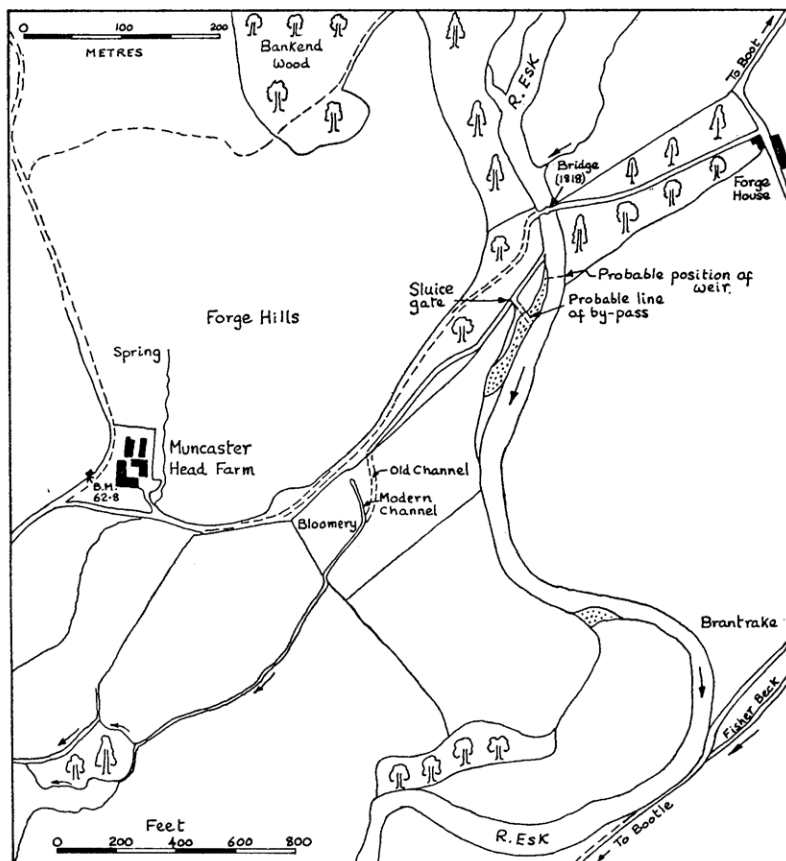 0 100 200
METRES
Bankend
Wood
R. ESK
To Boot
Bridge
(1818)
Forge
House
Probable position of
weir.
Sluice
gate
Probable line
of by-pass
Forge Hills
Spring
Muncaster
Head Farm
B.M.
62·8
Old Channel
Modern
Channel
Bloomery
Brantrake
Fisher Beck
Feet
0 200 400 600 800
R. ESK
To Bootle